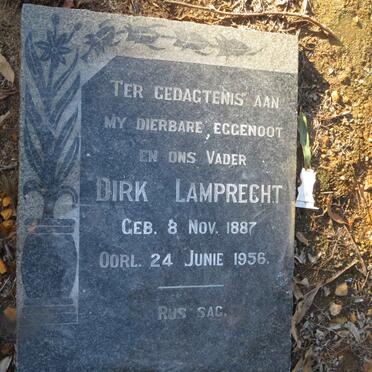 TER GEDAGTENIS AAN
MY DIERBARE, EGGENOOT
EN ONS VADER
DIRK LAMPRECHT
GEB. 8 NOV. 1887
OORL. 24 JUNIE 1956.
RUS SAG.